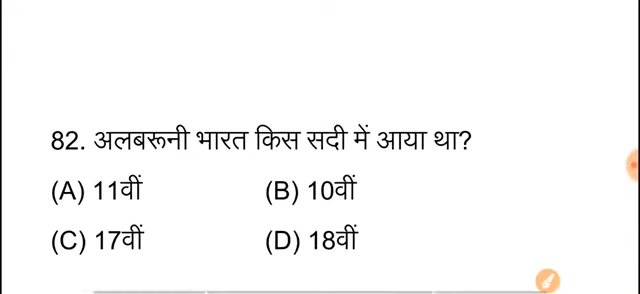 82. अलबरूनी भारत किस सदी में आया था?
(A) 11वीं (B) 10वीं
(C) 17वीं (D) 18वीं